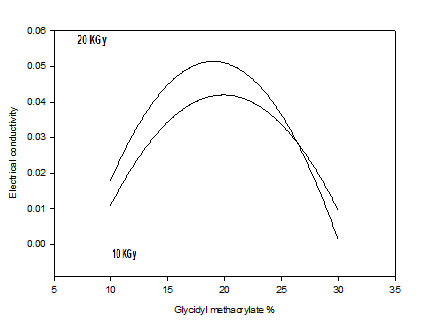 0.06
20 KGy
0.05
0.04
0.03
0.02
0.01
0.00
Electrical conductivity
10 KGy
5 10 15 20 25 30 35
Glycidyl methacrylate %